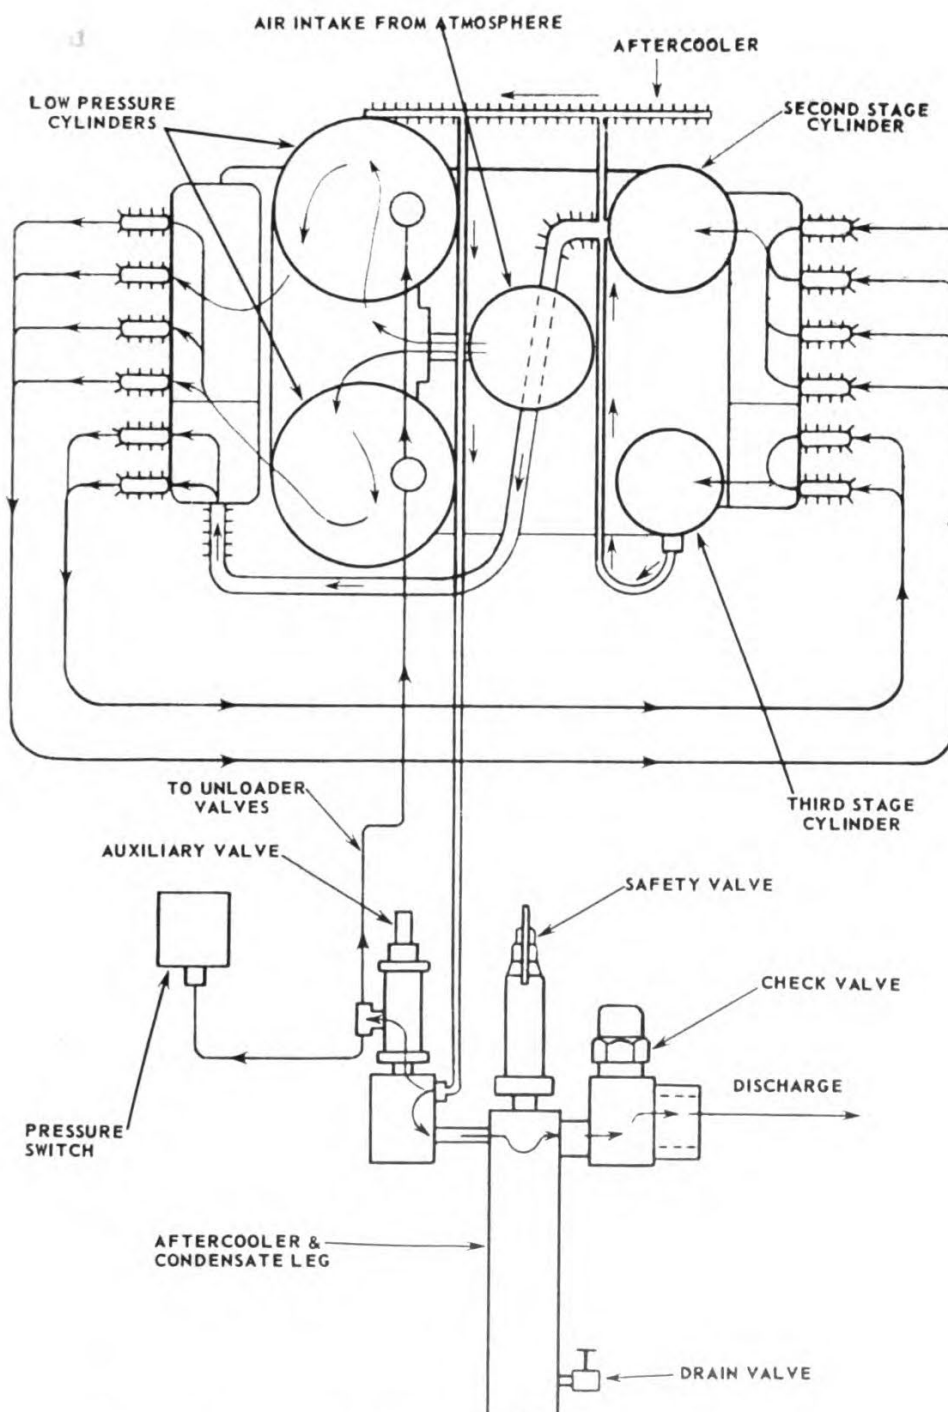 AIR INTAKE FROM ATMOSPHERE
AFTERCOOLER
LOW PRESSURE
CYLINDERS
SECOND STAGE
CYLINDER
TO UNLOADER
VALVES
THIRD STAGE
CYLINDER
AUXILIARY VALVE
SAFETY VALVE
CHECK VALVE
DISCHARGE
PRESSURE
SWITCH
AFTERCOOLER &
CONDENSATE LEG
DRAIN VALVE